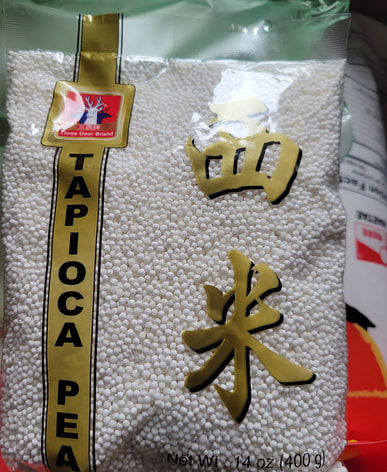 Three Deer Brand
TAPIOCA PEA
西米
Net Wt.: 14 oz (400 g)